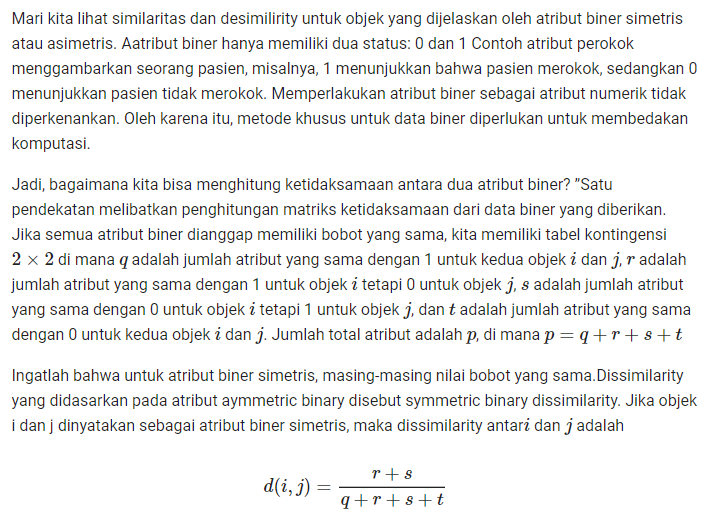 Mari kita lihat similaritas dan desimilirity untuk objek yang dijelaskan oleh atribut biner simetris
atau asimetris. Aatribut biner hanya memiliki dua status: 0 dan 1 Contoh atribut perokok
menggambarkan seorang pasien, misalnya, 1 menunjukkan bahwa pasien merokok, sedangkan 0
menunjukkan pasien tidak merokok. Memperlakukan atribut biner sebagai atribut numerik tidak
diperkenankan. Oleh karena itu, metode khusus untuk data biner diperlukan untuk membedakan
komputasi.
Jadi, bagaimana kita bisa menghitung ketidaksamaan antara dua atribut biner? ”Satu
pendekatan melibatkan penghitungan matriks ketidaksamaan dari data biner yang diberikan.
Jika semua atribut biner dianggap memiliki bobot yang sama, kita memiliki tabel kontingensi
2 × 2 di mana q adalah jumlah atribut yang sama dengan 1 untuk kedua objek i dan j, r adalah
jumlah atribut yang sama dengan 1 untuk objek i tetapi 0 untuk objek j, s adalah jumlah atribut
yang sama dengan 0 untuk objek i tetapi 1 untuk objek j, dan t adalah jumlah atribut yang sama
dengan 0 untuk kedua objek i dan j. Jumlah total atribut adalah p, di mana p = q + r + s + t
Ingatlah bahwa untuk atribut biner simetris, masing-masing nilai bobot yang sama.Dissimilarity
yang didasarkan pada atribut aymmetric binary disebut symmetric binary dissimilarity. Jika objek
i dan j dinyatakan sebagai atribut biner simetris, maka dissimilarity antari dan j adalah
d(i, j) = r + s / q + r + s + t